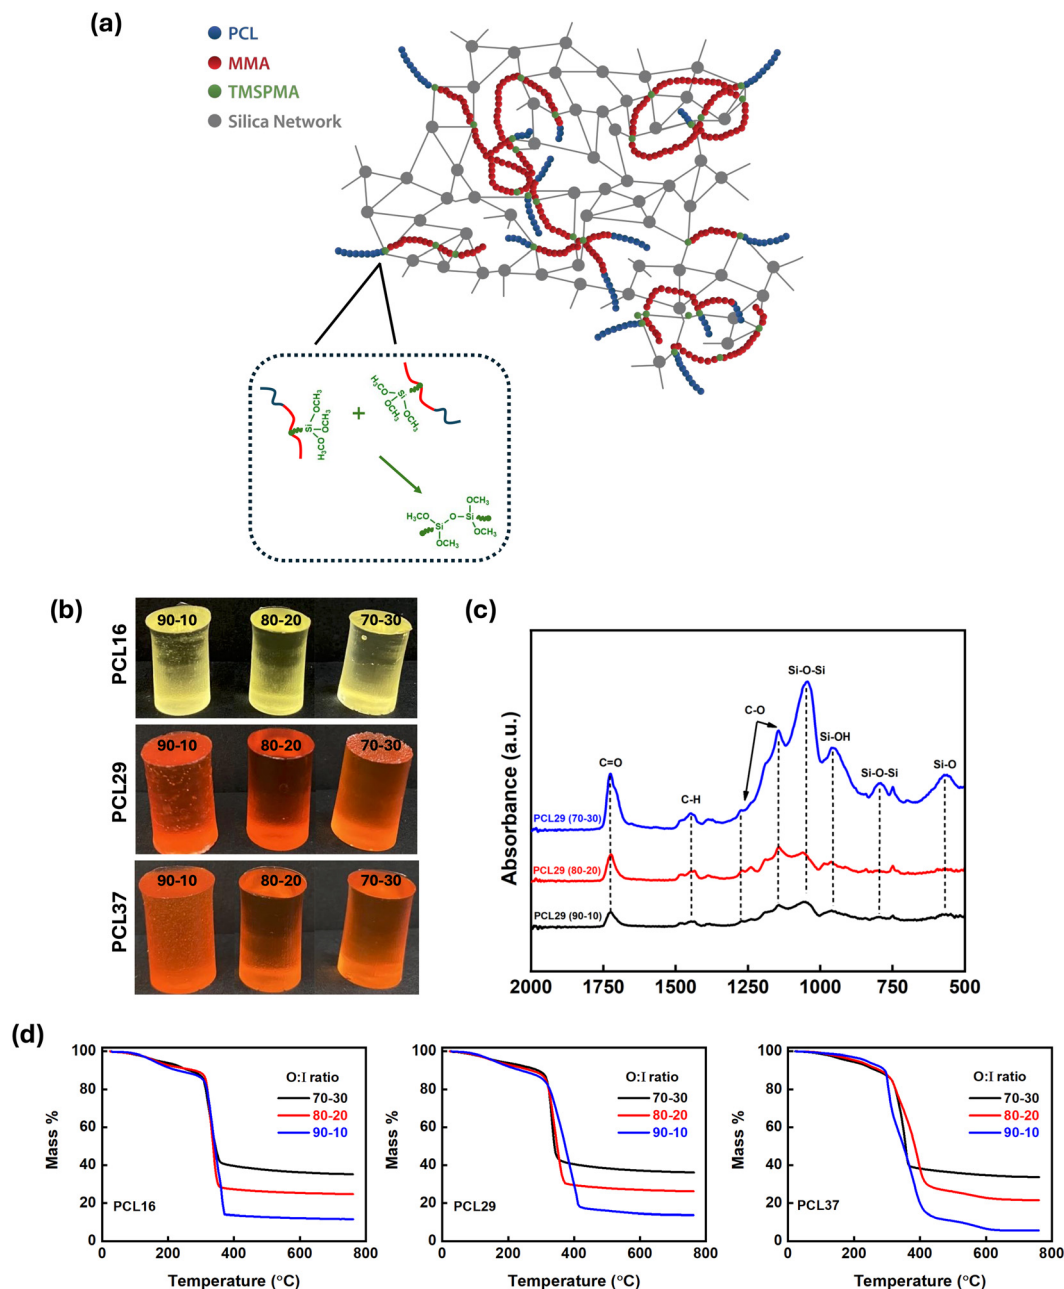 (a)
PCL
MMA
TMSPMA
Silica Network
H₃CO
Si
OCH₃
OCH₃
+
H₃CO
Si
OCH₃
OCH₃
OCH₃
H₃CO
O
Si
Si
OCH₃
OCH₃
(b)
PCL16
90-10
80-20
70-30
PCL29
90-10
80-20
70-30
PCL37
90-10
80-20
70-30
(c)
Absorbance (a.u.)
Si-O-Si
C-O
Si-OH
C=O
Si-O-Si
Si-O
C-H
PCL29 (70-30)
PCL29 (80-20)
PCL29 (90-10)
2000 1750 1500 1250 1000 750 500
(d)
Mass %
100
80
60
40
20
0
O:I ratio
70-30
80-20
90-10
PCL16
0 200 400 600 800
Temperature (°C)
Mass %
100
80
60
40
20
0
O:I ratio
70-30
80-20
90-10
PCL29
0 200 400 600 800
Temperature (°C)
Mass %
100
80
60
40
20
0
O:I ratio
70-30
80-20
90-10
PCL37
0 200 400 600 800
Temperature (°C)